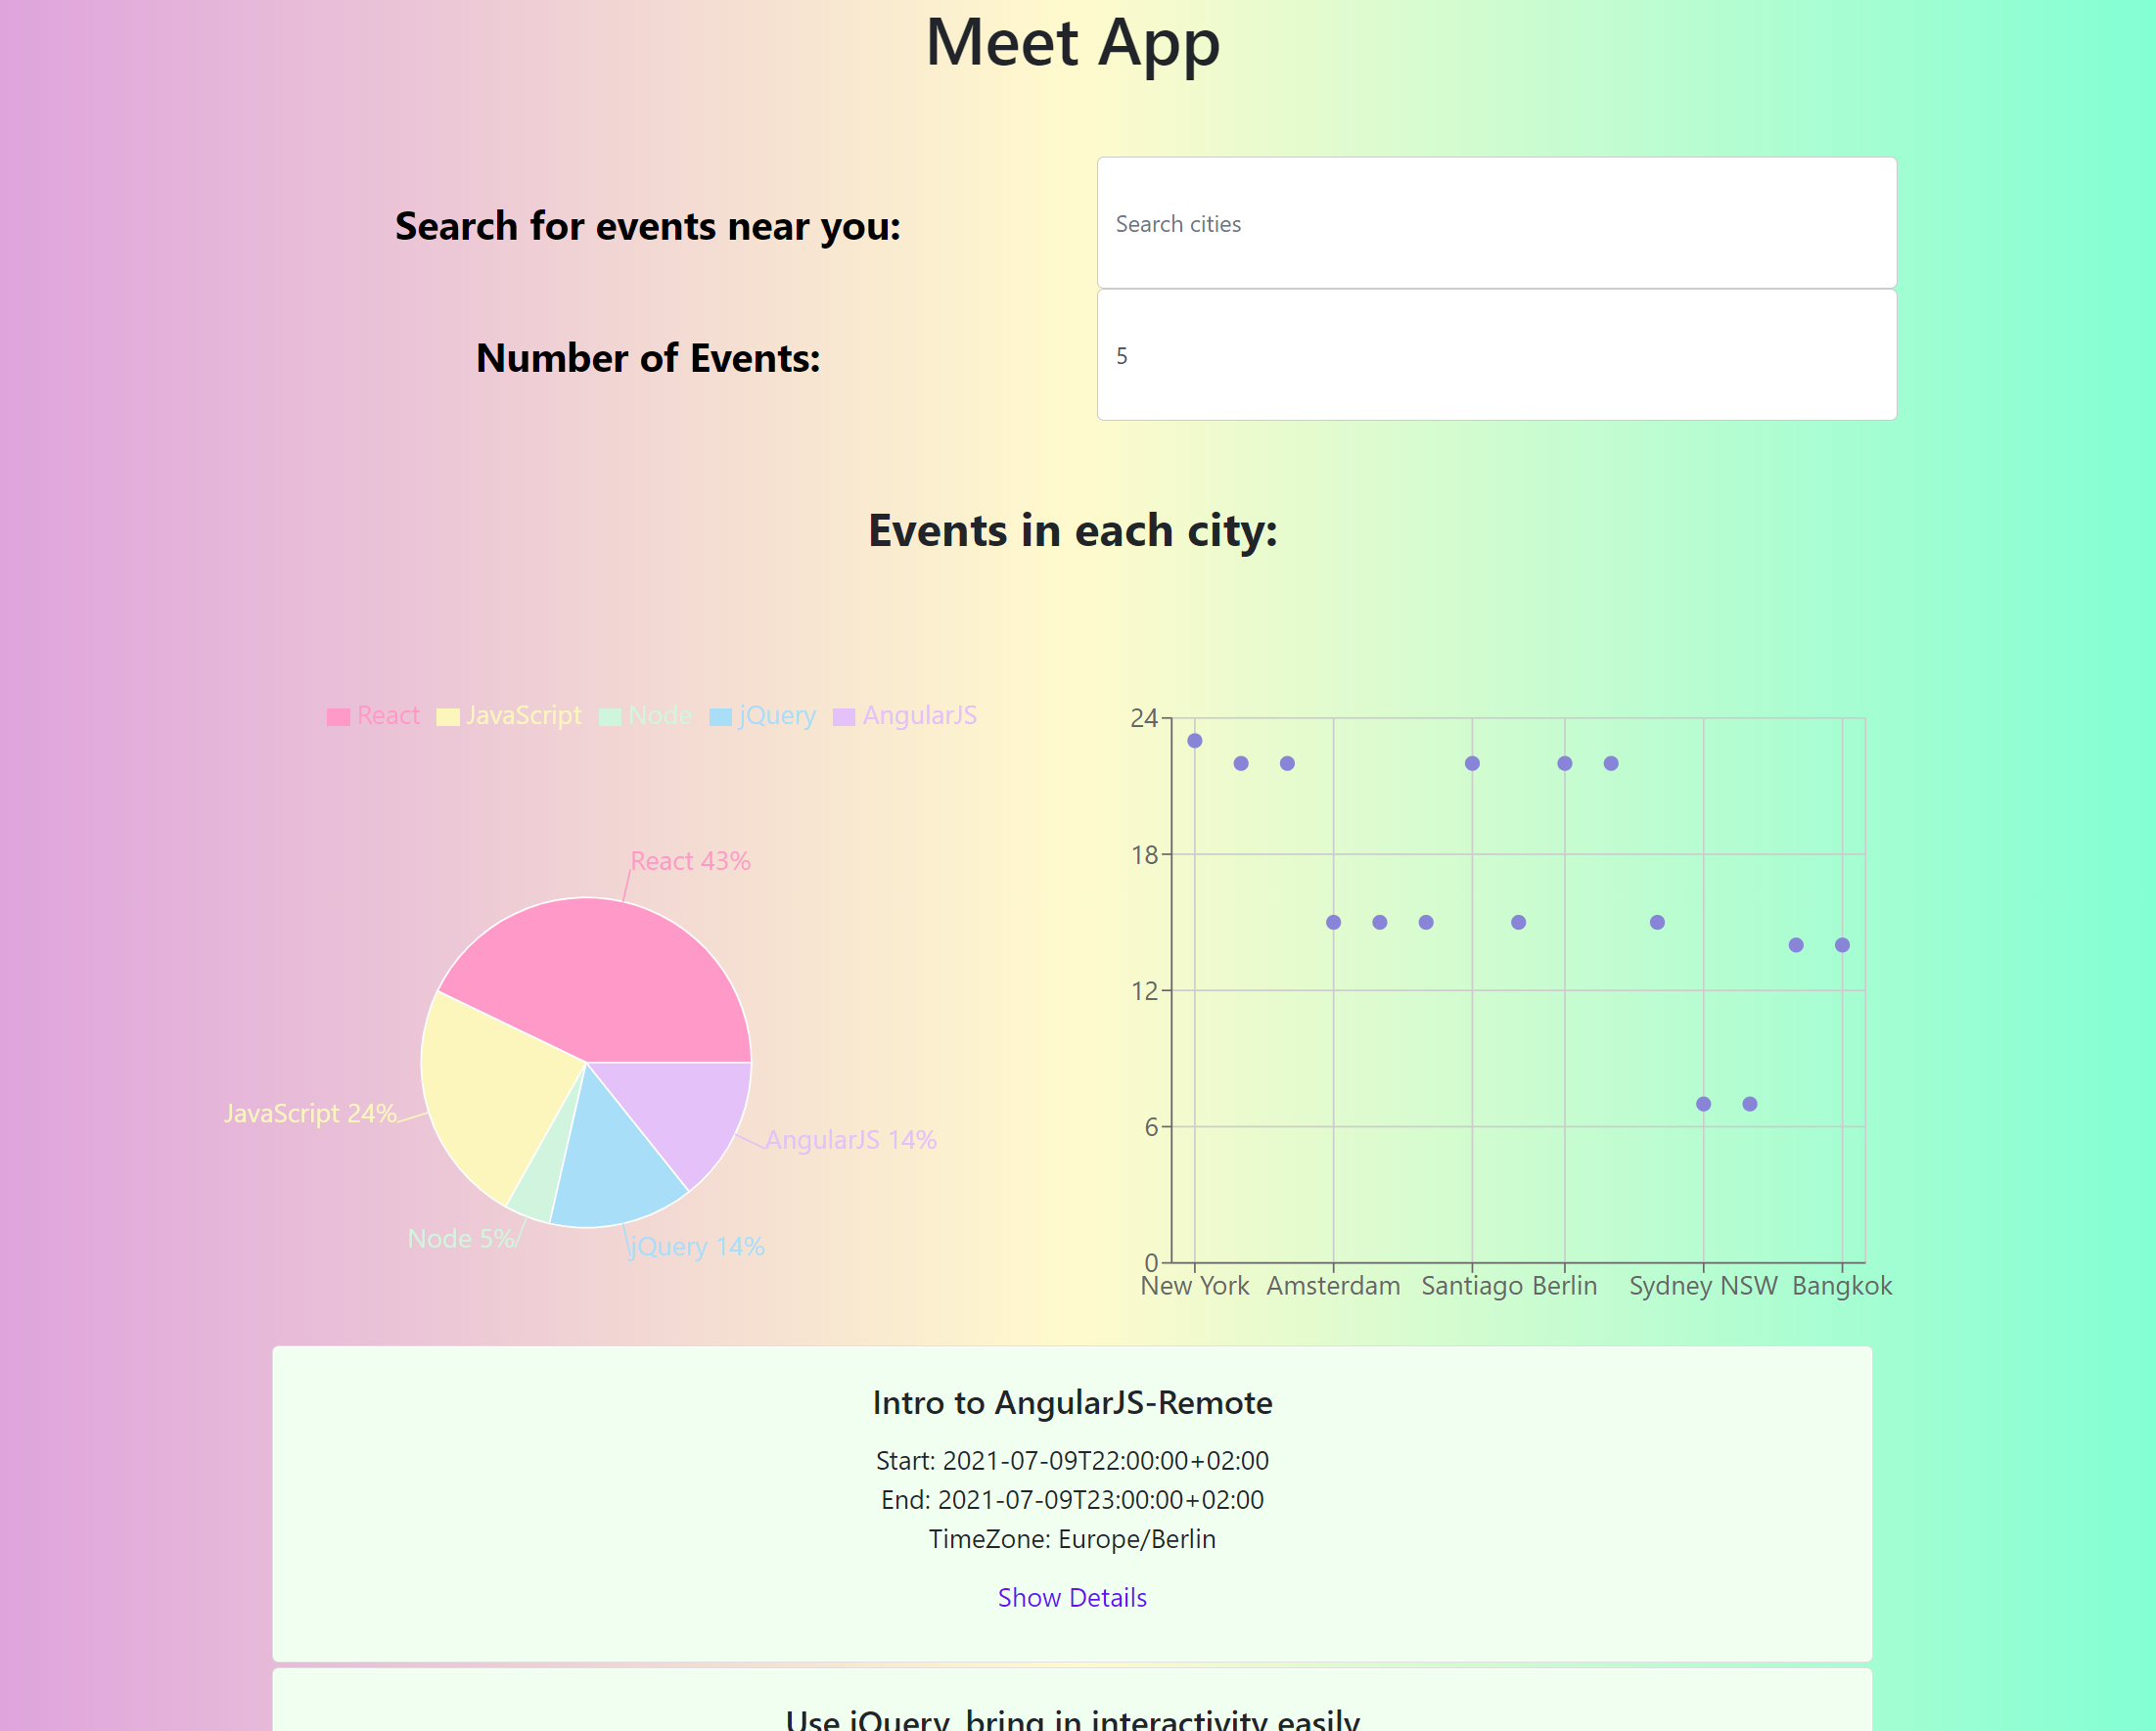 Meet App
Search for events near you:
Search cities
Number of Events:
5
Events in each city:
React JavaScript Node jQuery AngularJS
React 43%
JavaScript 24%
AngularJS 14%
Node 5%
jQuery 14%
24
18
12
6
0
New York Amsterdam Santiago Berlin Sydney NSW Bangkok
Intro to AngularJS-Remote
Start: 2021-07-09T22:00:00+02:00
End: 2021-07-09T23:00:00+02:00
TimeZone: Europe/Berlin
Show Details
Use jQuery, bring in interactivity easily